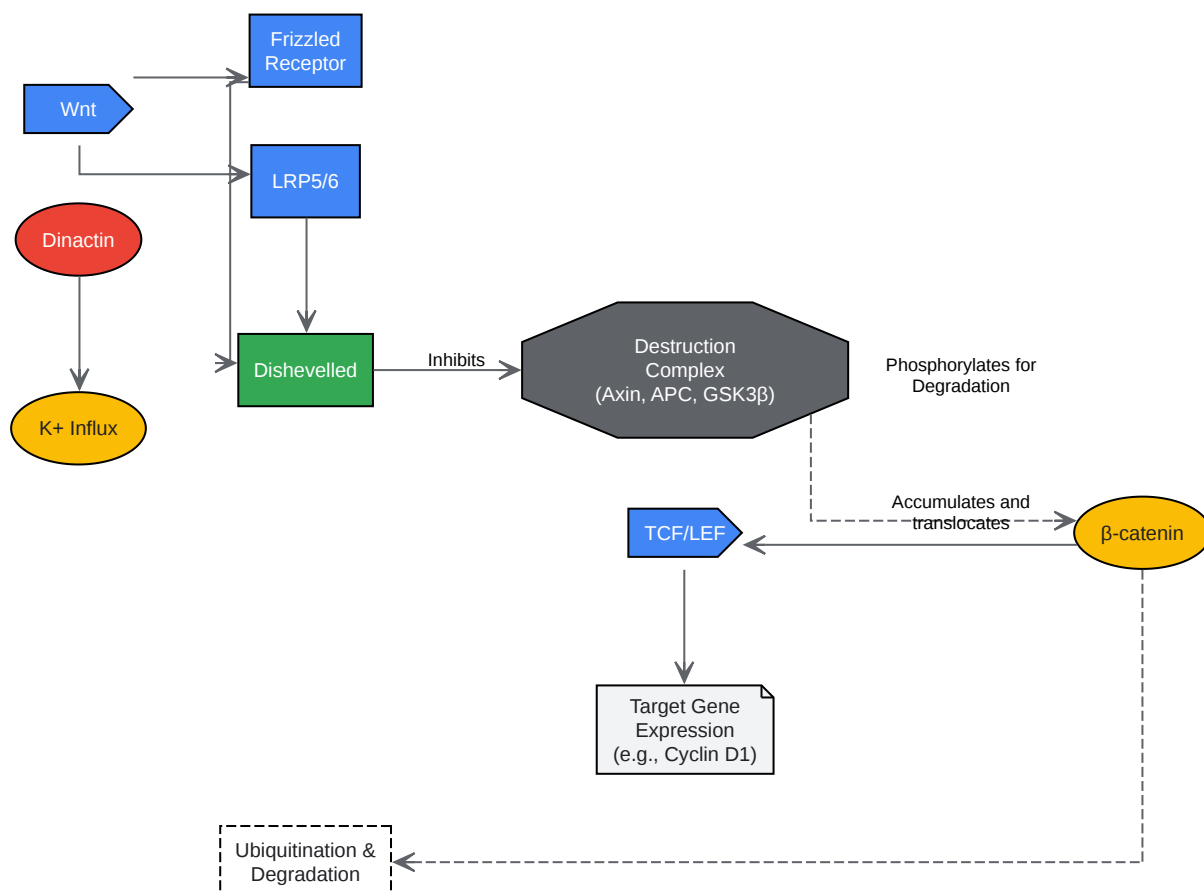 Frizzled
Receptor
Wnt
LRP5/6
Dinactin
K+ Influx
Dishevelled
Inhibits
Destruction
Complex
(Axin, APC, GSK3β)
Phosphorylates for
Degradation
Accumulates and
translocates
TCF/LEF
β-catenin
Target Gene
Expression
(e.g., Cyclin D1)
Ubiquitination &
Degradation